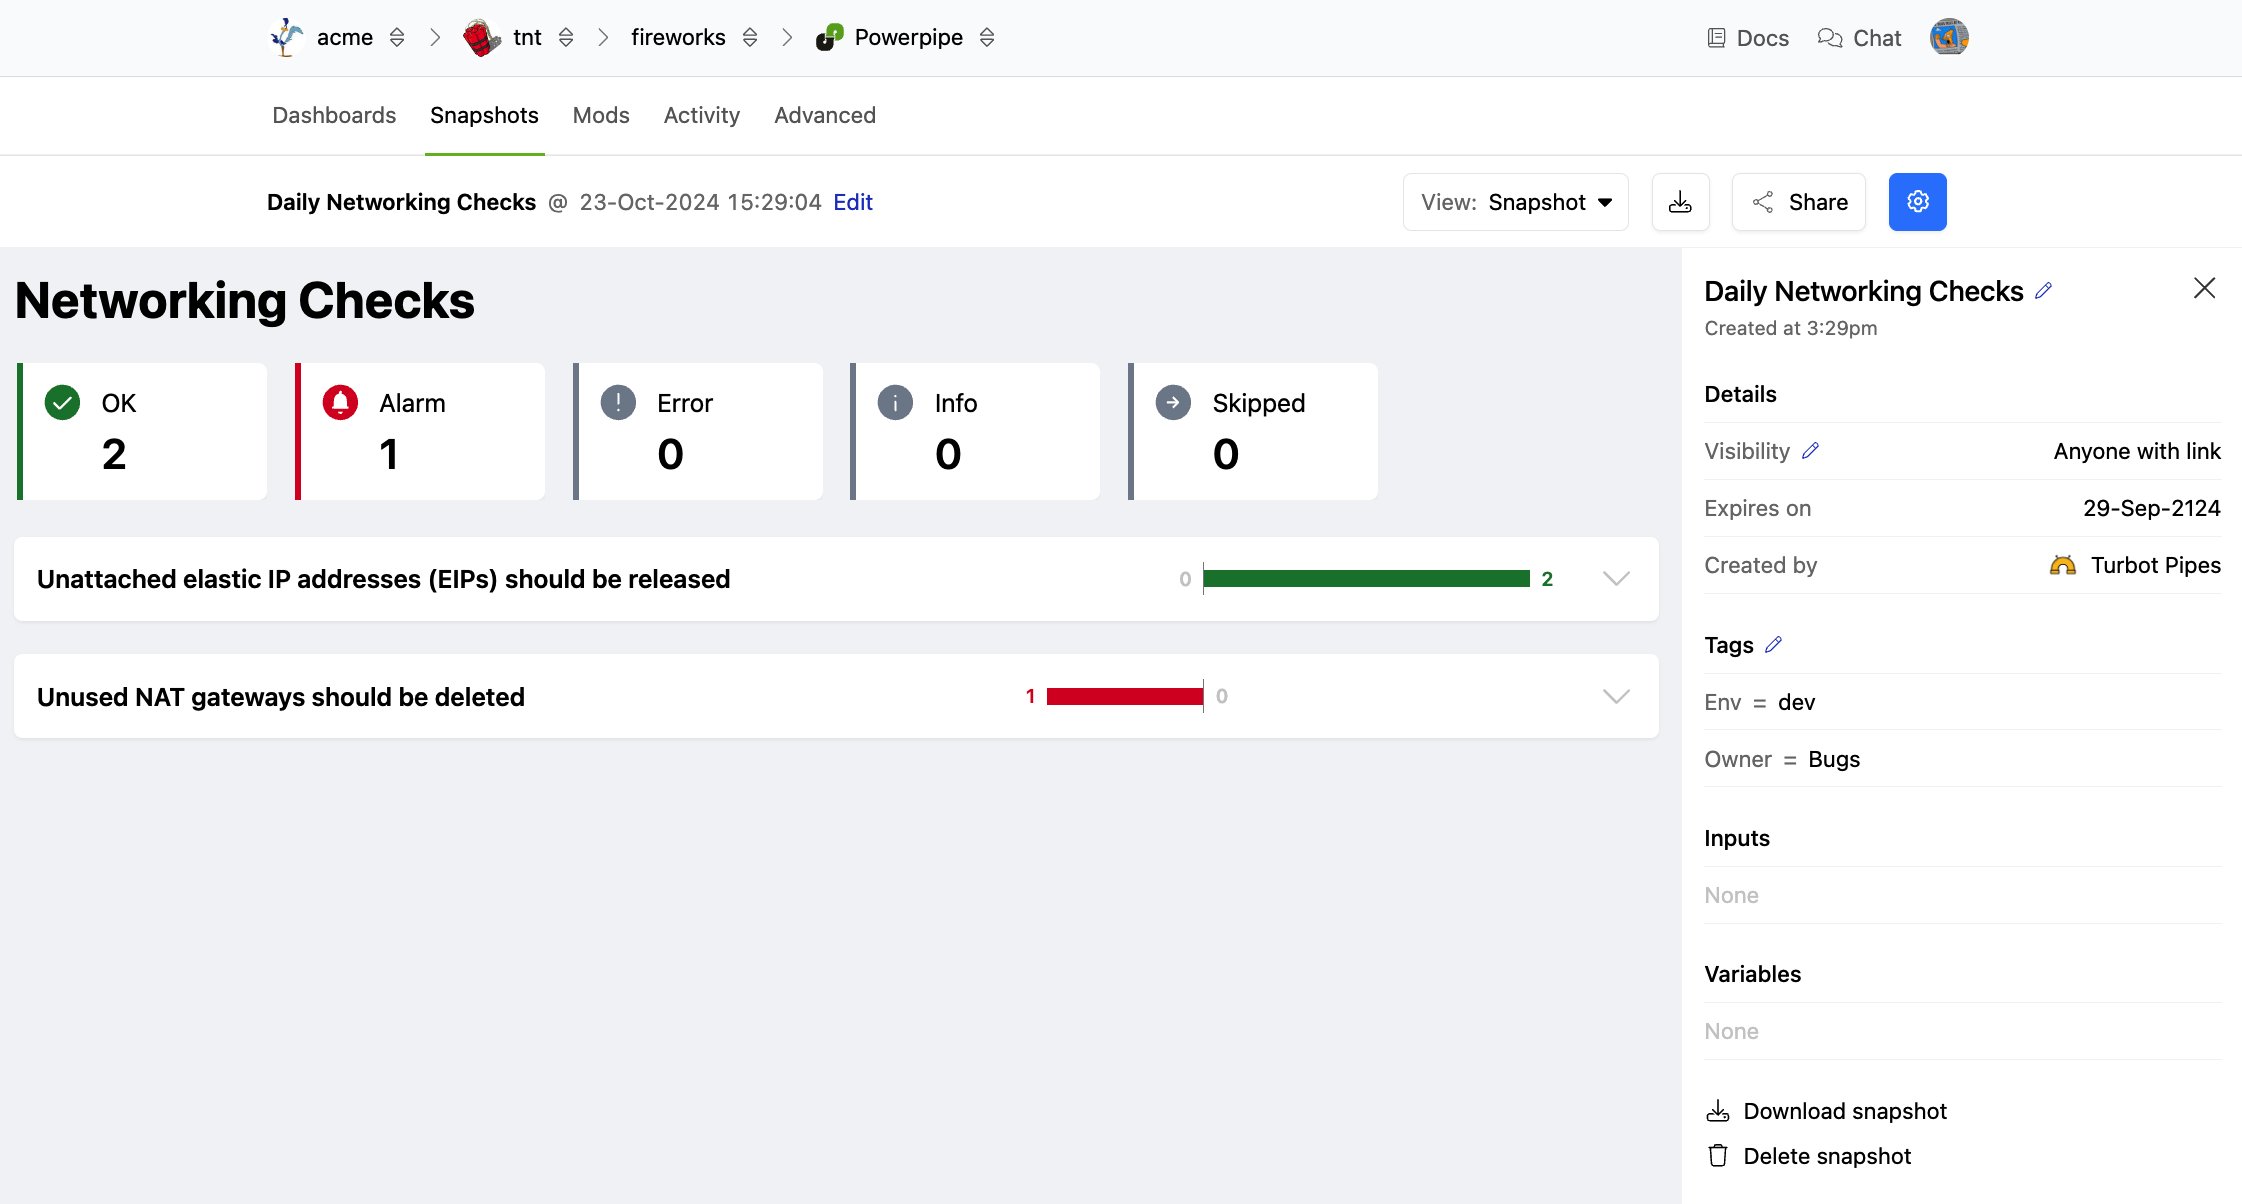 acme tnt fireworks Powerpipe Docs Chat
Dashboards Snapshots Mods Activity Advanced
Daily Networking Checks @ 23-Oct-2024 15:29:04 Edit View: Snapshot Share
Networking Checks
OK
2
Alarm
1
Error
0
Info
0
Skipped
0
Unattached elastic IP addresses (EIPs) should be released 0 2
Unused NAT gateways should be deleted 1 0
Daily Networking Checks
Created at 3:29pm
Details
Visibility Anyone with link
Expires on 29-Sep-2124
Created by Turbot Pipes
Tags
Env = dev
Owner = Bugs
Inputs
None
Variables
None
Download snapshot
Delete snapshot